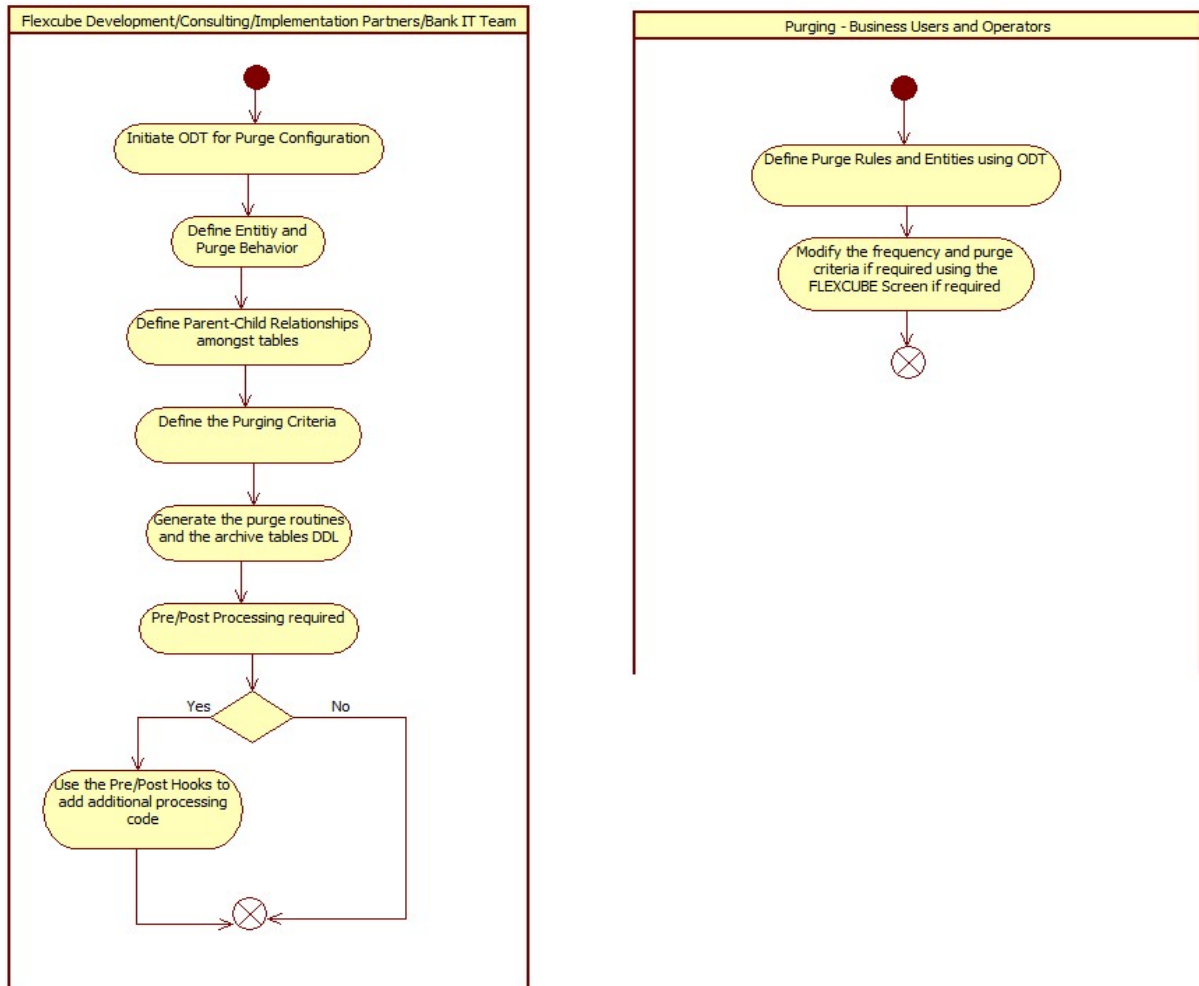 Flexcube Development/Consulting/Implementation Partners/Bank IT Team
Initiate ODT for Purge Configuration
Define Entitiy and
Purge Behavior
Define Parent-Child Relationships
amongst tables
Define the Purging Criteria
Generate the purge routines
and the archive tables DDL
Pre/Post Processing required
Yes
No
Use the Pre/Post Hooks to
add additional processing
code
Purging - Business Users and Operators
Define Purge Rules and Entities using ODT
Modify the frequency and purge
criteria if required using the
FLEXCUBE Screen if required